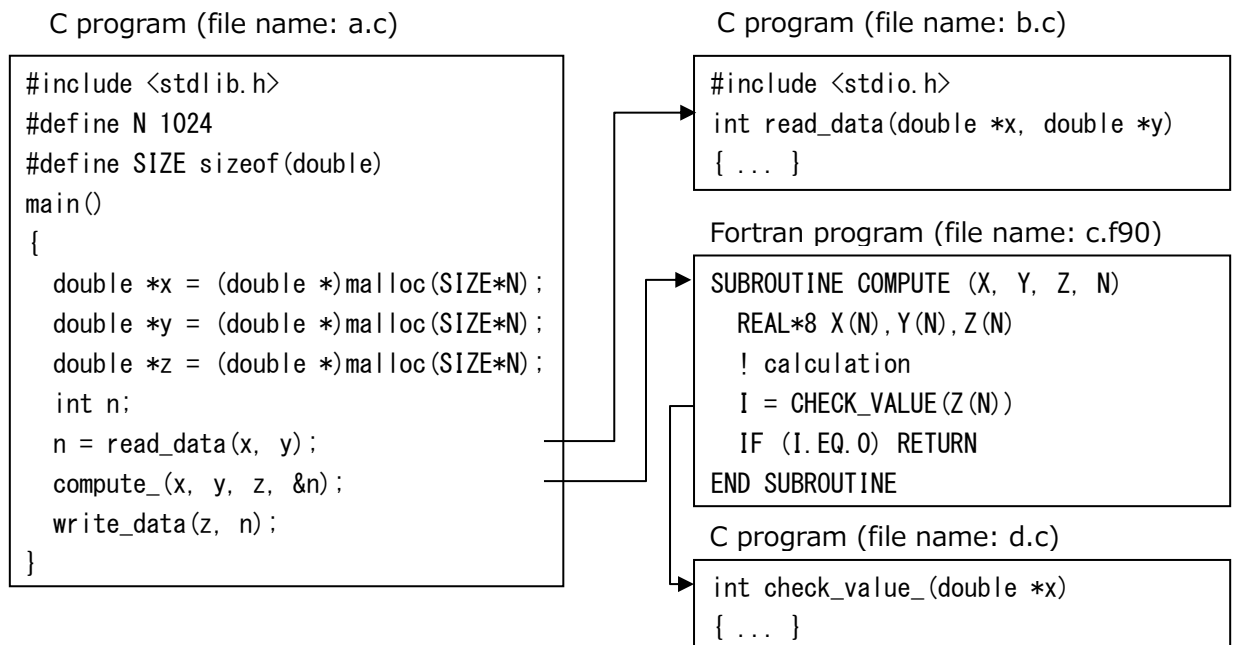 C program (file name: a.c)
#include <stdlib.h>
#define N 1024
#define SIZE sizeof(double)
main()
{
double *x = (double *)malloc(SIZE*N);
double *y = (double *)malloc(SIZE*N);
double *z = (double *)malloc(SIZE*N);
int n;
n = read_data(x, y);
compute_(x, y, z, &n);
write_data(z, n);
}
C program (file name: b.c)
#include <stdio.h>
int read_data(double *x, double *y)
{ ... }
Fortran program (file name: c.f90)
SUBROUTINE COMPUTE (X, Y, Z, N)
REAL*8 X(N),Y(N),Z(N)
! calculation
I = CHECK_VALUE(Z(N))
IF (I.EQ.0) RETURN
END SUBROUTINE
C program (file name: d.c)
int check_value_(double *x)
{ ... }